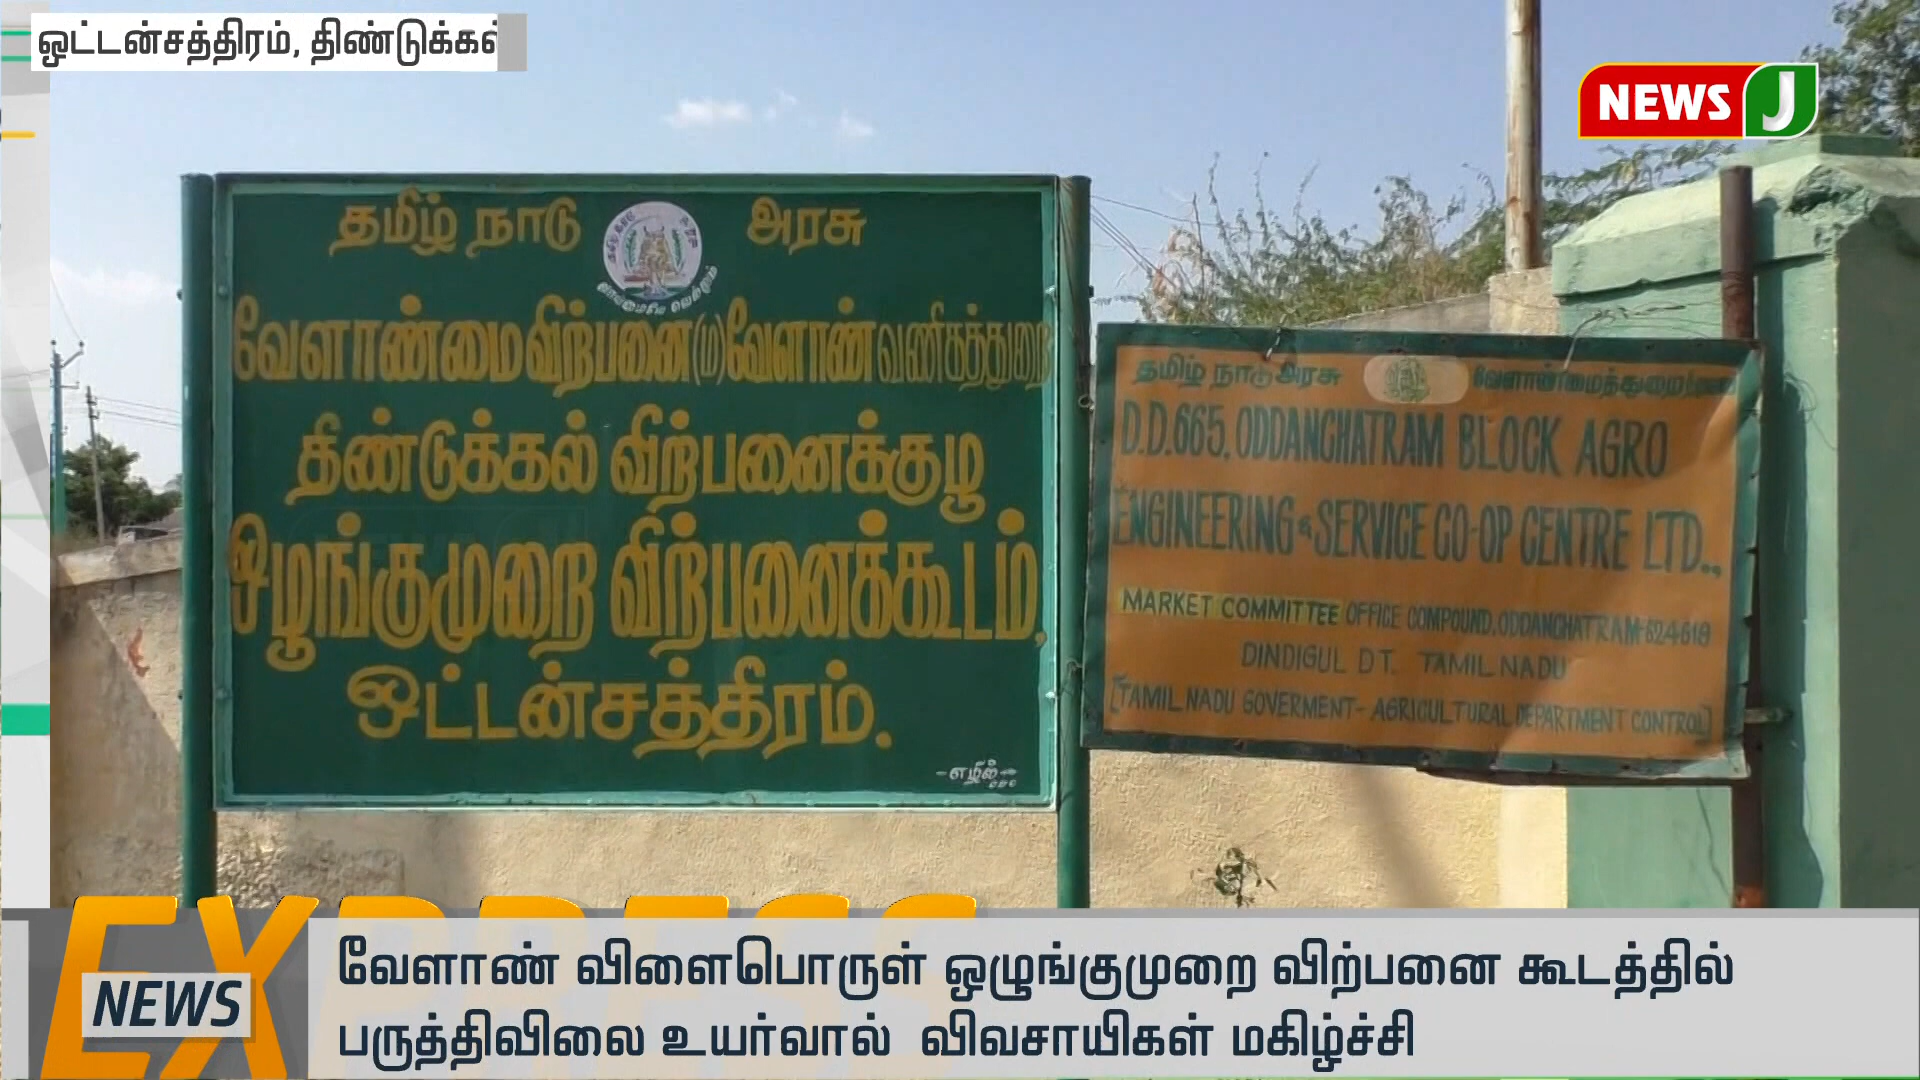 ஒட்டன்சத்திரம், திண்டுக்கல்
NEWS J
தமிழ் நாடு அரசு
வேளாண்மை விற்பனை (ம) வேளாண் வணிகத்துறை
திண்டுக்கல் விற்பனைக்குழு
ஒழுங்குமுறை விற்பனைக்கூடம்,
ஒட்டன்சத்திரம்.
-எழில்-
தமிழ் நாடு அரசு வேளாண்மைத்துறை
D.D.665, ODDANCHATRAM BLOCK AGRO
ENGINEERING & SERVICE CO-OP CENTRE LTD.,
MARKET COMMITTEE OFFICE COMPOUND, ODDANCHATRAM-624619
DINDIGUL DT. TAMIL NADU
[TAMIL NADU GOVERMENT- AGRICULTURAL DEPARTMENT CONTROL]
EXPRESS
NEWS
வேளாண் விளைபொருள் ஒழுங்குமுறை விற்பனை கூடத்தில்
பருத்திவிலை உயர்வால் விவசாயிகள் மகிழ்ச்சி